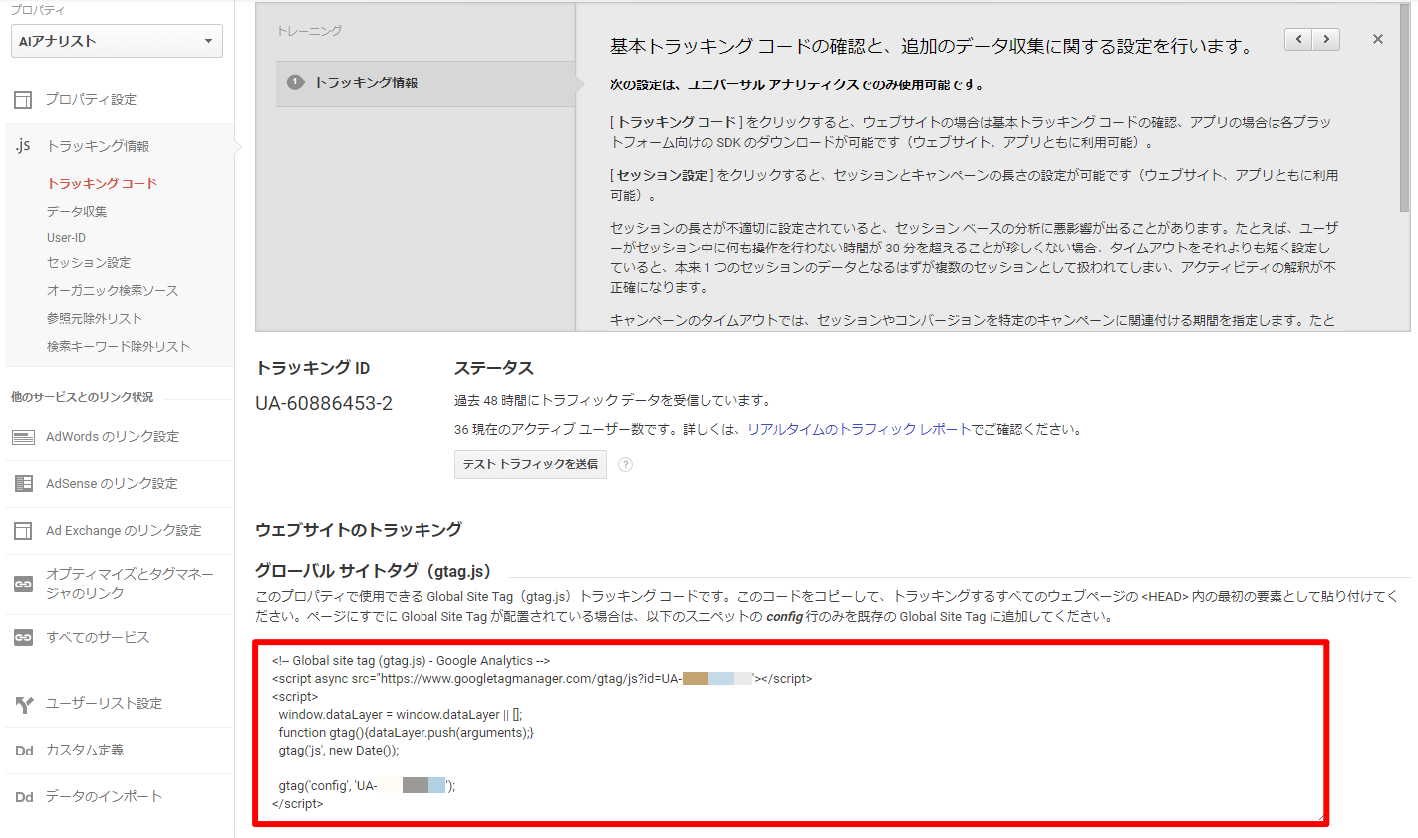 プロパティ
AIアナリスト
プロパティ設定
.js トラッキング情報
トラッキング コード
データ収集
User-ID
セッション設定
オーガニック検索ソース
参照元除外リスト
検索キーワード除外リスト
他のサービスとのリンク状況
AdWords のリンク設定
AdSense のリンク設定
Ad Exchange のリンク設定
オプティマイズとタグマネー
ジャのリンク
すべてのサービス
ユーザーリスト設定
Dd カスタム定義
Dd データのインポート
トレーニング
1 トラッキング情報
基本トラッキング コードの確認と、追加のデータ収集に関する設定を行います。
次の設定は、ユニバーサル アナリティクスでのみ使用可能です。
[ トラッキング コード ] をクリックすると、ウェブサイトの場合は基本トラッキング コードの確認、アプリの場合は各プラッ
トフォーム向けの SDK のダウンロードが可能です（ウェブサイト、アプリともに利用可能）。
[ セッション設定 ] をクリックすると、セッションとキャンペーンの長さの設定が可能です（ウェブサイト、アプリともに利用
可能）。
セッションの長さが不適切に設定されていると、セッション ベースの分析に悪影響が出ることがあります。たとえば、ユーザ
ーがセッション中に何も操作を行わない時間が 30 分を超えることが珍しくない場合、タイムアウトをそれよりも短く設定し
ていると、本来 1 つのセッションのデータとなるはずが複数のセッションとして扱われてしまい、アクティビティの解釈が不
正確になります。
キャンペーンのタイムアウトでは、セッションやコンバージョンを特定のキャンペーンに関連付ける期間を指定します。たと
トラッキング ID
UA-60886453-2
ステータス
過去 48 時間にトラフィック データを受信しています。
36 現在のアクティブ ユーザー数です。詳しくは、リアルタイムのトラフィック レポートでご確認ください。
テスト トラフィックを送信 ?
ウェブサイトのトラッキング
グローバル サイトタグ（gtag.js）
このプロパティで使用できる Global Site Tag（gtag.js）トラッキング コードです。このコードをコピーして、トラッキングするすべてのウェブページの <HEAD> 内の最初の要素として貼り付けてく
ださい。ページにすでに Global Site Tag が配置されている場合は、以下のスニペットの config 行のみを既存の Global Site Tag に追加してください。
<!-- Global site tag (gtag.js) - Google Analytics -->
<script async src="https://www.googletagmanager.com/gtag/js?id=UA-"></script>
<script>
window.dataLayer = window.dataLayer || [];
function gtag(){dataLayer.push(arguments);}
gtag('js', new Date());
gtag('config', 'UA-');
</script>